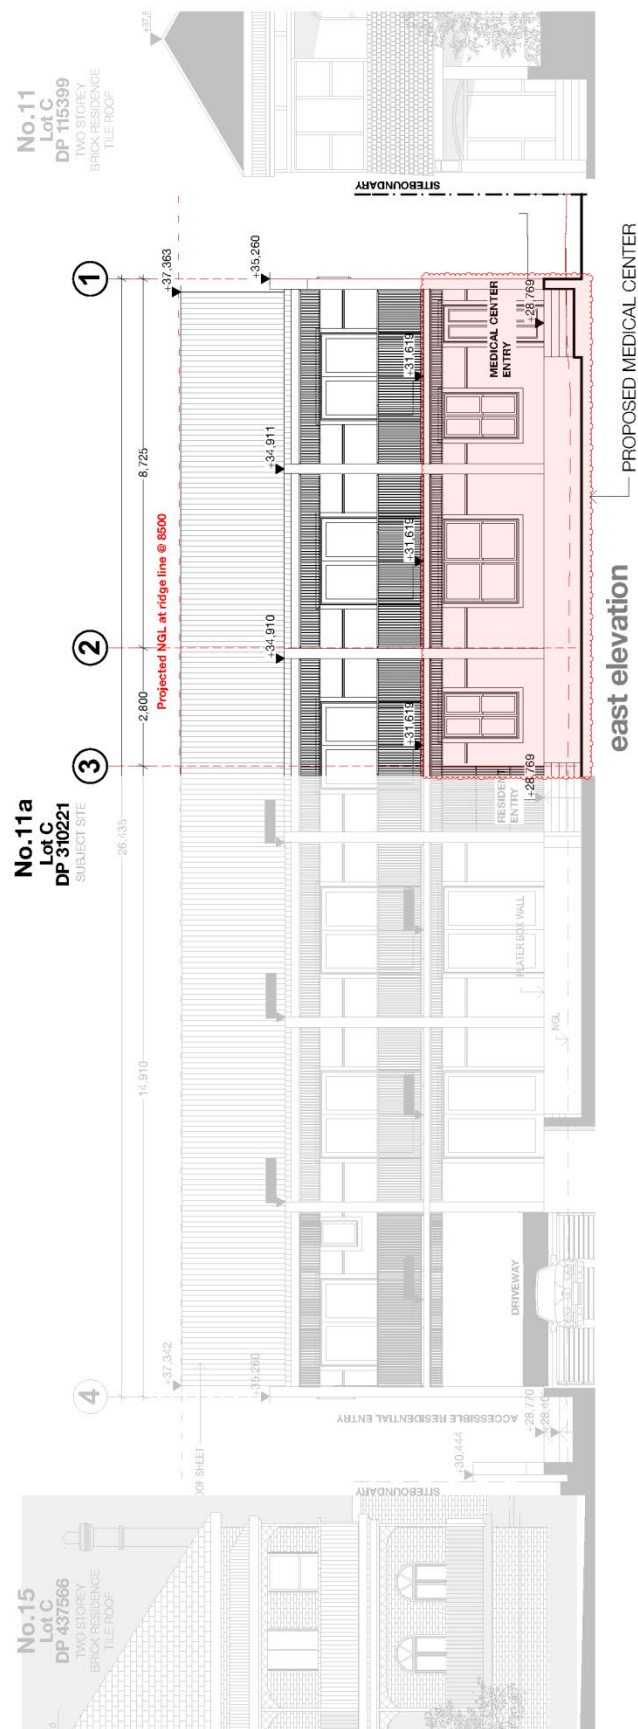 No.15
Lot C
DP 437566
TWO STOREY
BRICK RESIDENCE
TILE ROOF
No.11a
Lot C
DP 310221
SUBJECT SITE
No.11
Lot C
DP 115399
TWO STOREY
BRICK RESIDENCE
TILE ROOF
4
3
2
1
26,435
14,910
2,800
8,725
Projected NGL at ridge line @ 8500
+37,342
+37,363
OOF SHEET
+35,260
+34,910
+34,911
+35,260
+31,619
+31,619
+31,619
SITEBOUNDARY
ACCESSIBLE RESIDENTIAL ENTRY
+30,444
+28,770
DRIVEWAY
PLATER BOX WALL
NGL
RESIDENT
ENTRY
+28,769
MEDICAL CENTER
ENTRY
+28,769
SITEBOUNDARY
east elevation
PROPOSED MEDICAL CENTER